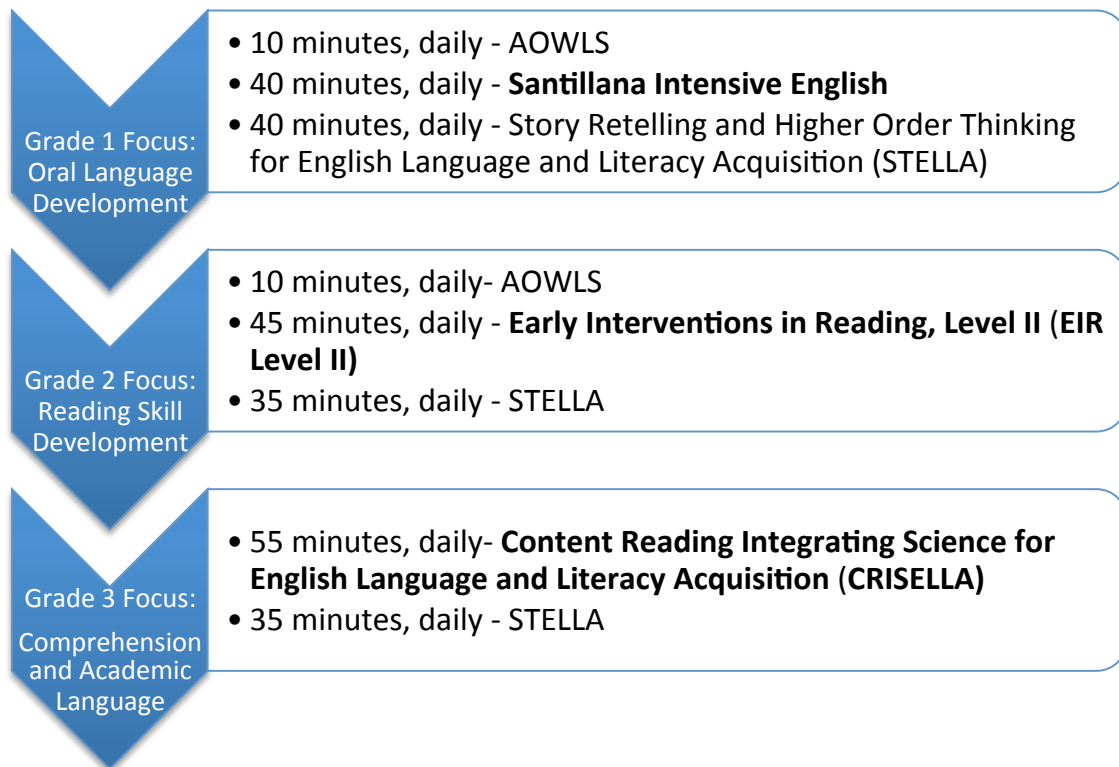 Grade 1 Focus:
Oral Language
Development
• 10 minutes, daily - AOWLS
• 40 minutes, daily - Santillana Intensive English
• 40 minutes, daily - Story Retelling and Higher Order Thinking
for English Language and Literacy Acquisition (STELLA)
Grade 2 Focus:
Reading Skill
Development
• 10 minutes, daily- AOWLS
• 45 minutes, daily - Early Interventions in Reading, Level II (EIR
Level II)
• 35 minutes, daily - STELLA
Grade 3 Focus:
Comprehension
and Academic
Language
• 55 minutes, daily- Content Reading Integrating Science for
English Language and Literacy Acquisition (CRISELLA)
• 35 minutes, daily - STELLA